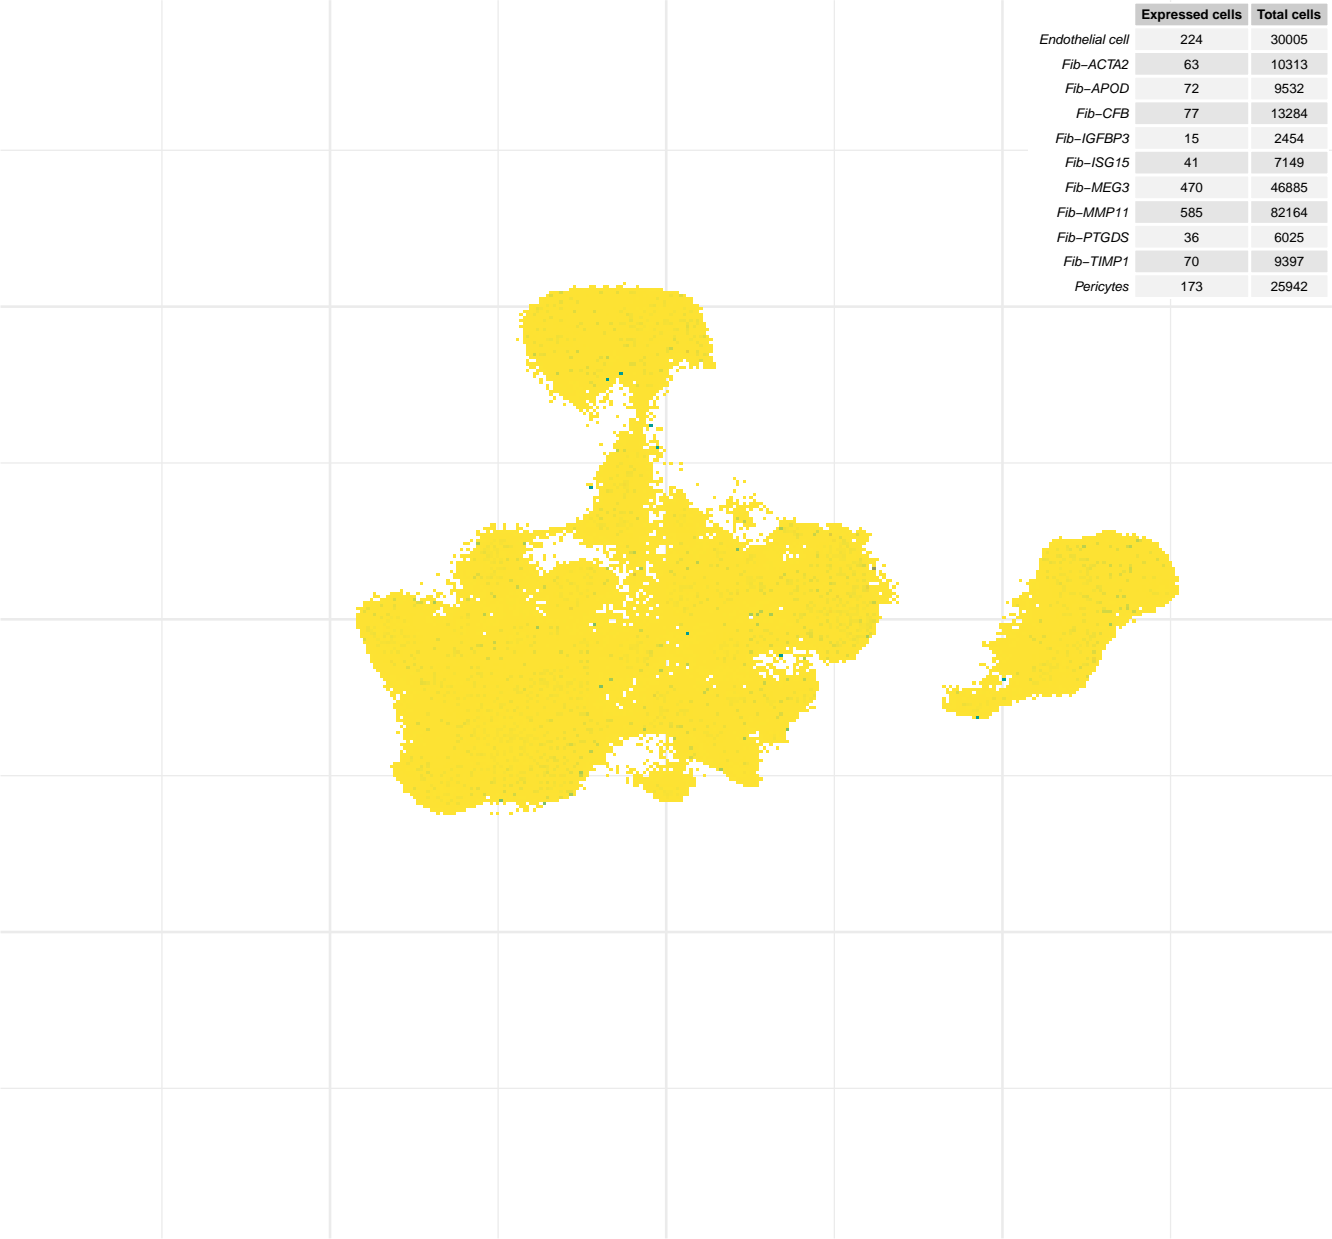 Expressed cells Total cells
Endothelial cell 224 30005
Fib−ACTA2 63 10313
Fib−APOD 72 9532
Fib−CFB 77 13284
Fib−IGFBP3 15 2454
Fib−ISG15 41 7149
Fib−MEG3 470 46885
Fib−MMP11 585 82164
Fib−PTGDS 36 6025
Fib−TIMP1 70 9397
Pericytes 173 25942